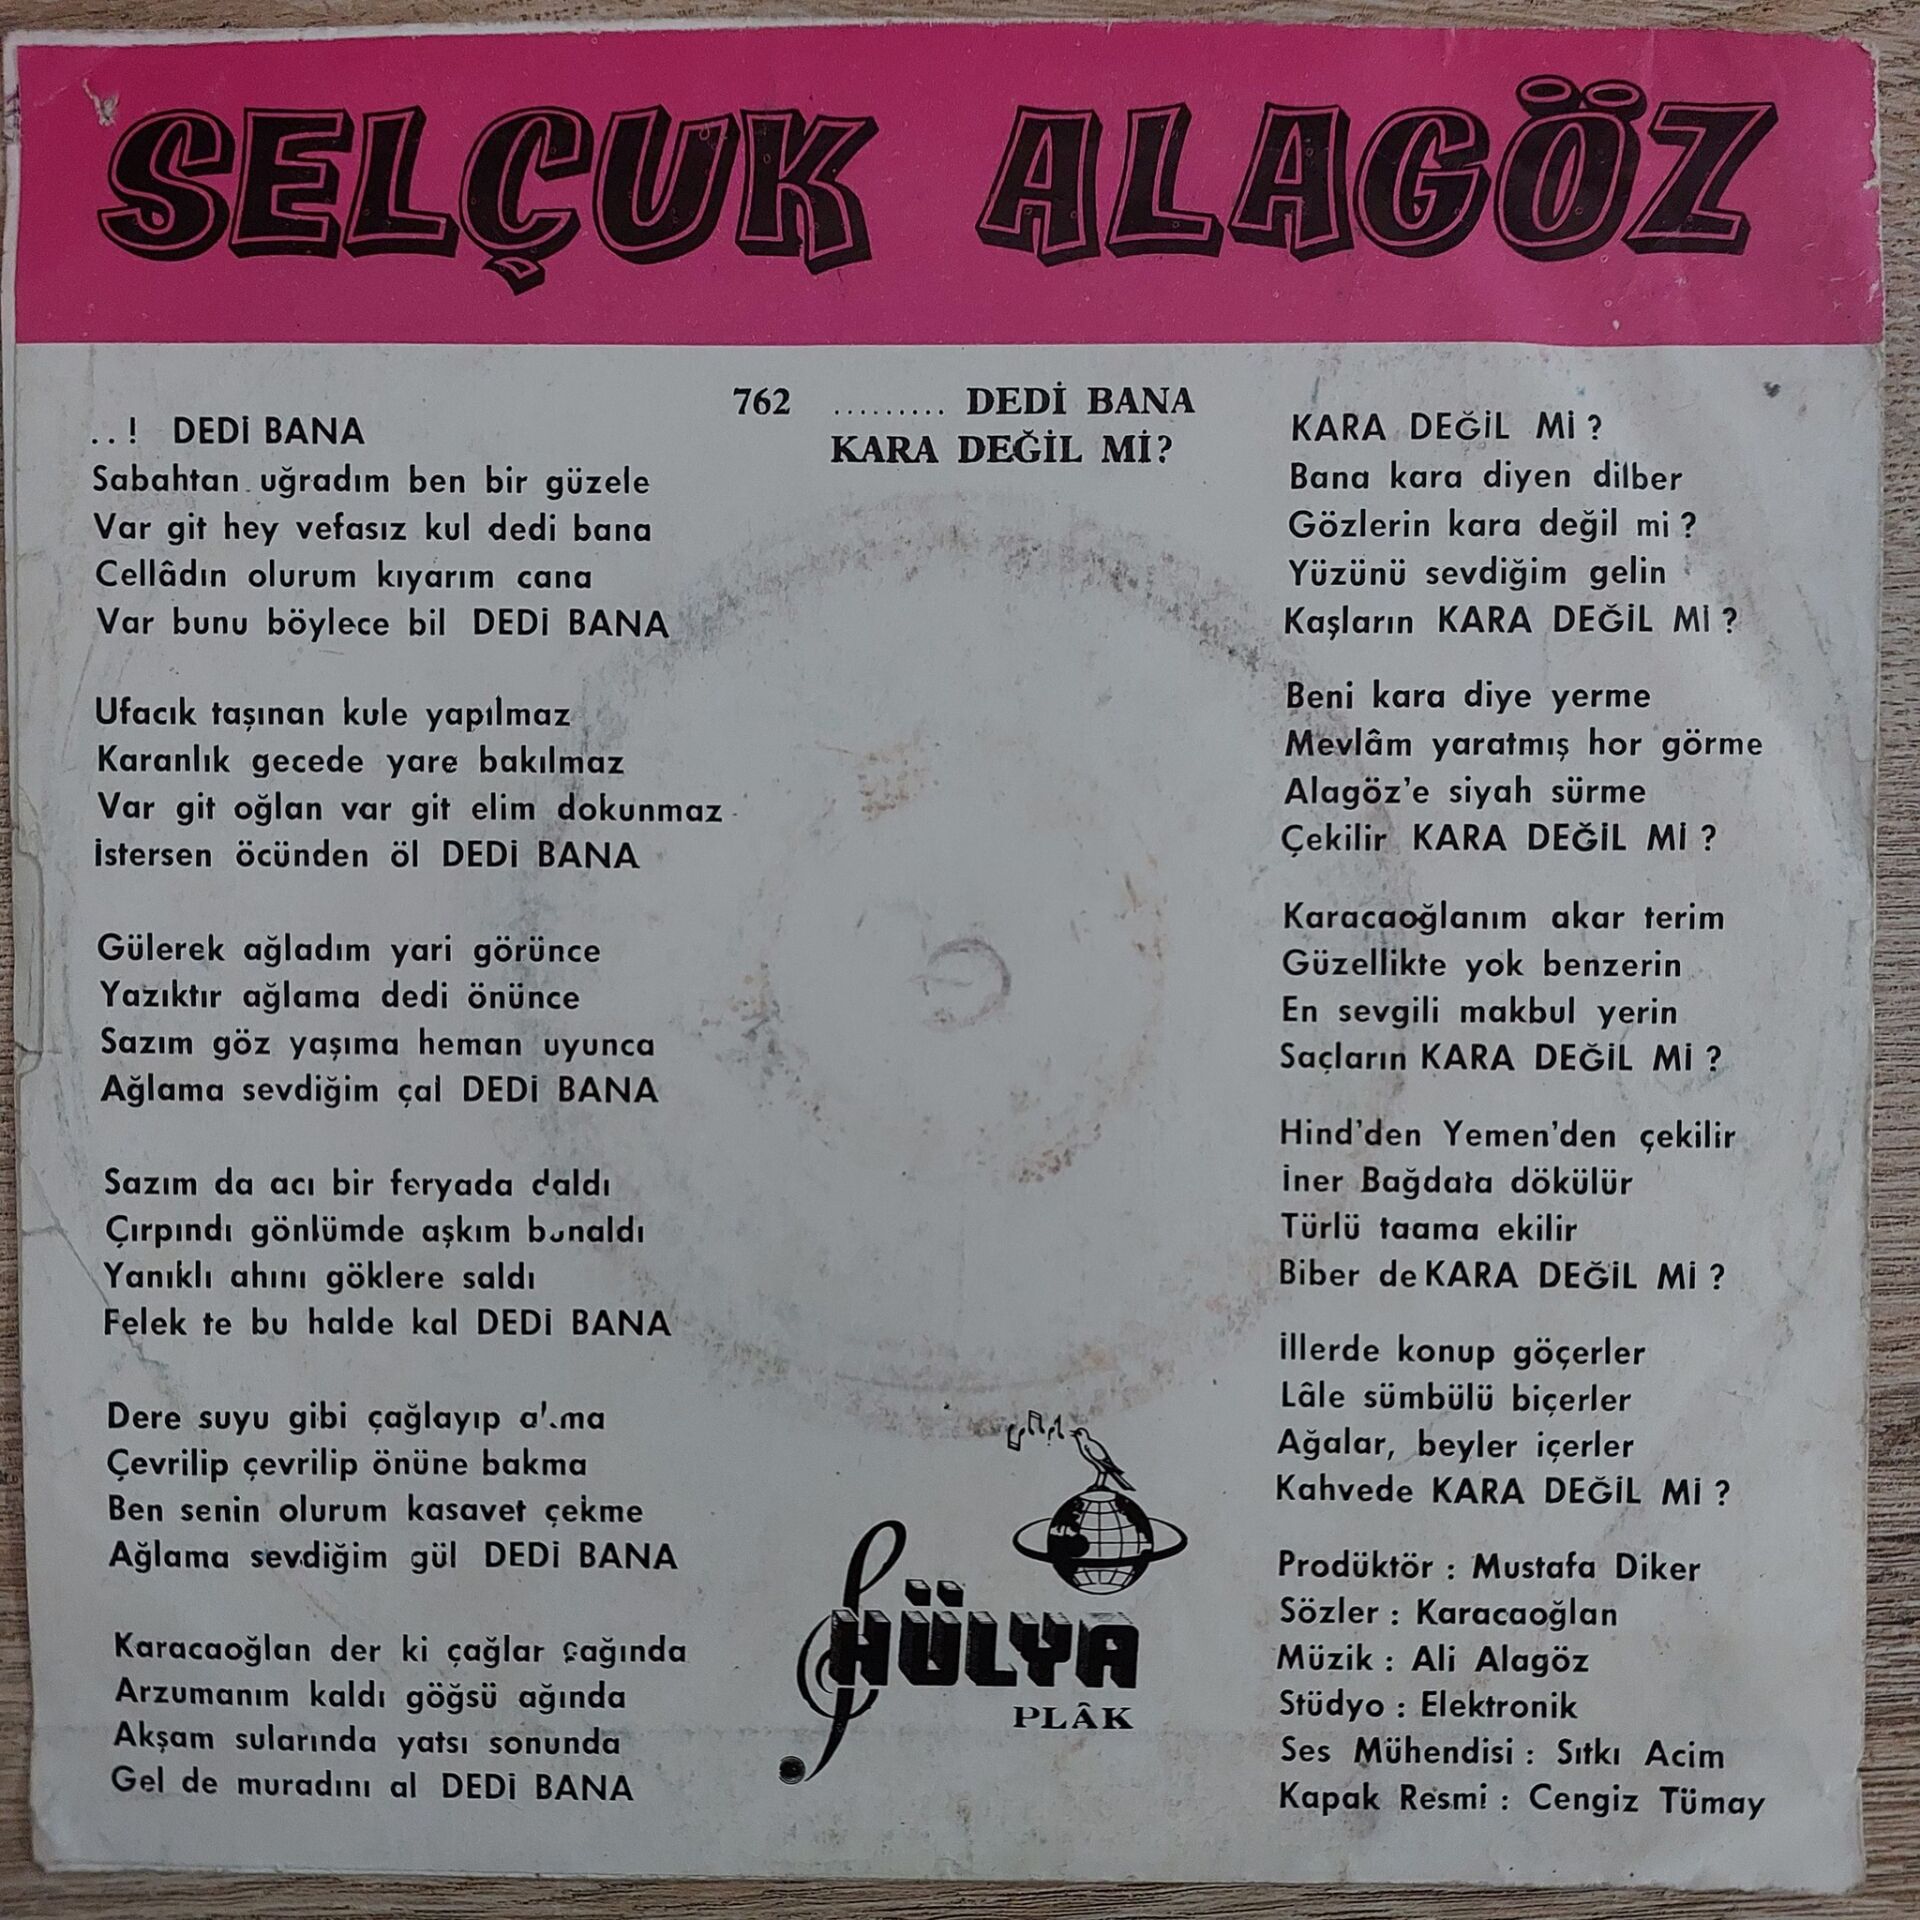 SELÇUK ALAGÖZ
762 ......... DEDİ BANA
KARA DEĞİL Mİ?
..! DEDİ BANA
Sabahtan uğradım ben bir güzele
Var git hey vefasız kul dedi bana
Cellâdın olurum kıyarım cana
Var bunu böylece bil DEDİ BANA
Ufacık taşınan kule yapılmaz
Karanlık gecede yare bakılmaz
Var git oğlan var git elim dokunmaz
İstersen öcünden öl DEDİ BANA
Gülerek ağladım yari görünce
Yazıktır ağlama dedi önünce
Sazım göz yaşıma heman uyunca
Ağlama sevdiğim çal DEDİ BANA
Sazım da acı bir feryada daldı
Çırpındı gönlümde aşkım bunaldı
Yanıklı ahını göklere saldı
Felek te bu halde kal DEDİ BANA
Dere suyu gibi çağlayıp akma
Çevrilip çevrilip önüne bakma
Ben senin olurum kasavet çekme
Ağlama sevdiğim gül DEDİ BANA
Karacaoğlan der ki çağlar çağında
Arzumanım kaldı göğsü ağında
Akşam sularında yatsı sonunda
Gel de muradını al DEDİ BANA
KARA DEĞİL Mİ ?
Bana kara diyen dilber
Gözlerin kara değil mi ?
Yüzünü sevdiğim gelin
Kaşların KARA DEĞİL Mİ ?
Beni kara diye yerme
Mevlâm yaratmış hor görme
Alagöz'e siyah sürme
Çekilir KARA DEĞİL Mİ ?
Karacaoğlanım akar terim
Güzellikte yok benzerin
En sevgili makbul yerin
Saçların KARA DEĞİL Mİ ?
Hind'den Yemen'den çekilir
İner Bağdata dökülür
Türlü taama ekilir
Biber de KARA DEĞİL Mİ ?
İllerde konup göçerler
Lâle sümbülü biçerler
Ağalar, beyler içerler
Kahvede KARA DEĞİL Mİ ?
Prodüktör : Mustafa Diker
Sözler : Karacaoğlan
Müzik : Ali Alagöz
Stüdyo : Elektronik
Ses Mühendisi : Sıtkı Acim
Kapak Resmi : Cengiz Tümay
HÜLYA
PLÂK